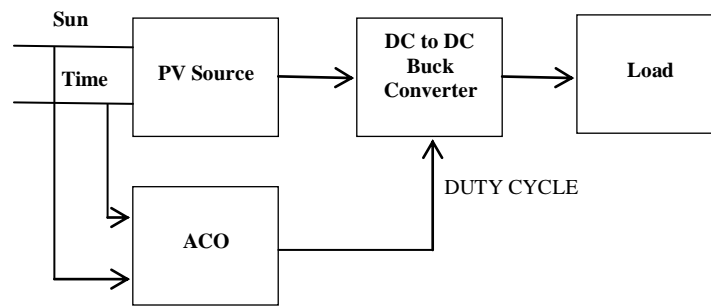 Sun
Time
PV Source
DC to DC
Buck
Converter
Load
DUTY CYCLE
ACO